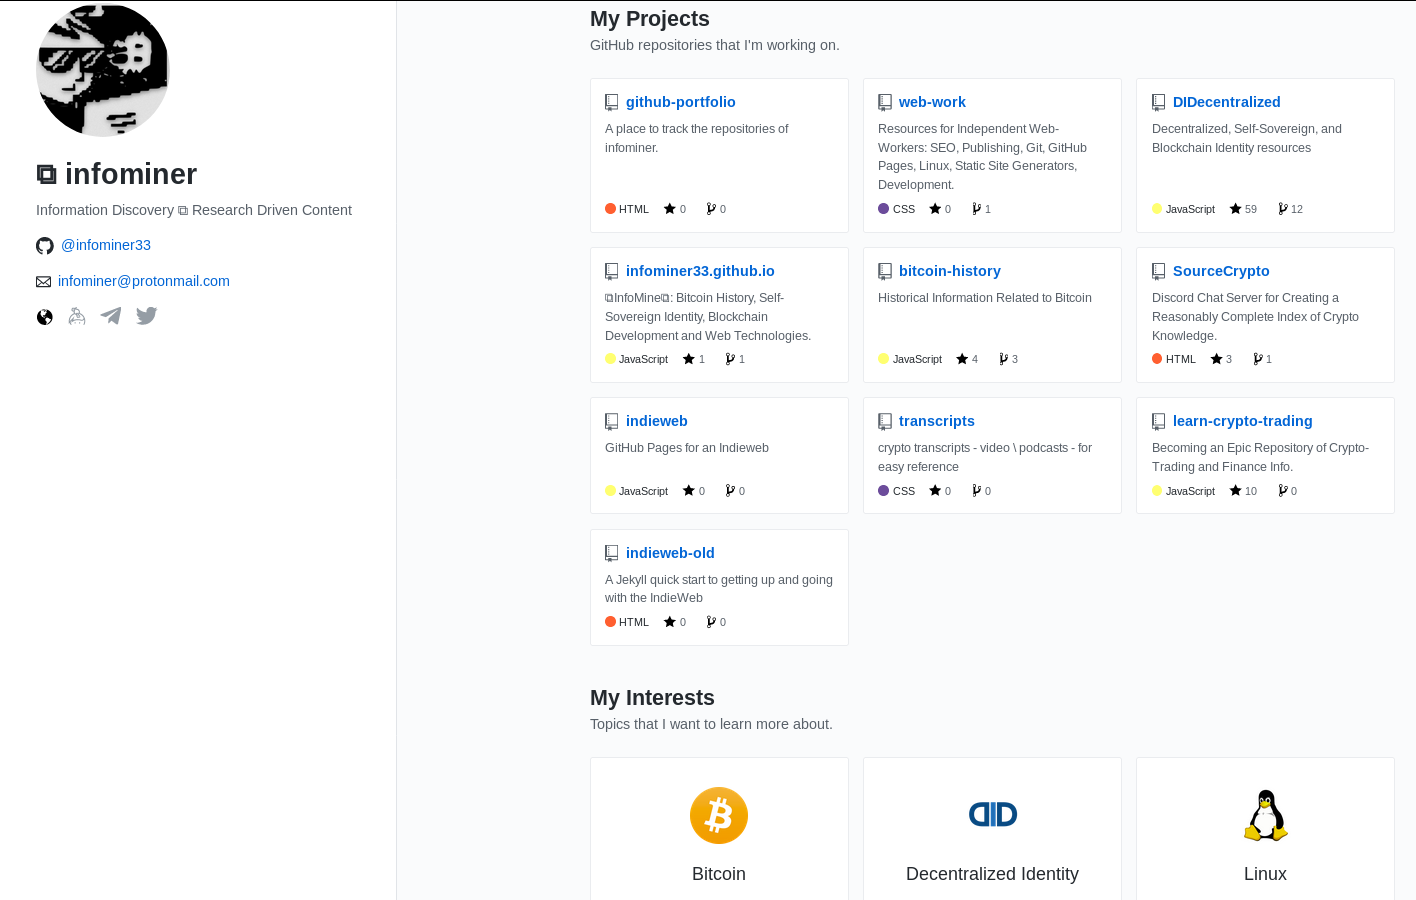 ⧉ infominer
Information Discovery ⧉ Research Driven Content
@infominer33
infominer@protonmail.com
My Projects
GitHub repositories that I'm working on.
github-portfolio
A place to track the repositories of
infominer.
HTML 0 0
web-work
Resources for Independent Web-
Workers: SEO, Publishing, Git, GitHub
Pages, Linux, Static Site Generators,
Development.
CSS 0 1
DIDecentralized
Decentralized, Self-Sovereign, and
Blockchain Identity resources
JavaScript 59 12
infominer33.github.io
⧉InfoMine⧉: Bitcoin History, Self-
Sovereign Identity, Blockchain
Development and Web Technologies.
JavaScript 1 1
bitcoin-history
Historical Information Related to Bitcoin
JavaScript 4 3
SourceCrypto
Discord Chat Server for Creating a
Reasonably Complete Index of Crypto
Knowledge.
HTML 3 1
indieweb
GitHub Pages for an Indieweb
JavaScript 0 0
transcripts
crypto transcripts - video \ podcasts - for
easy reference
CSS 0 0
learn-crypto-trading
Becoming an Epic Repository of Crypto-
Trading and Finance Info.
JavaScript 10 0
indieweb-old
A Jekyll quick start to getting up and going
with the IndieWeb
HTML 0 0
My Interests
Topics that I want to learn more about.
Bitcoin
Decentralized Identity
Linux